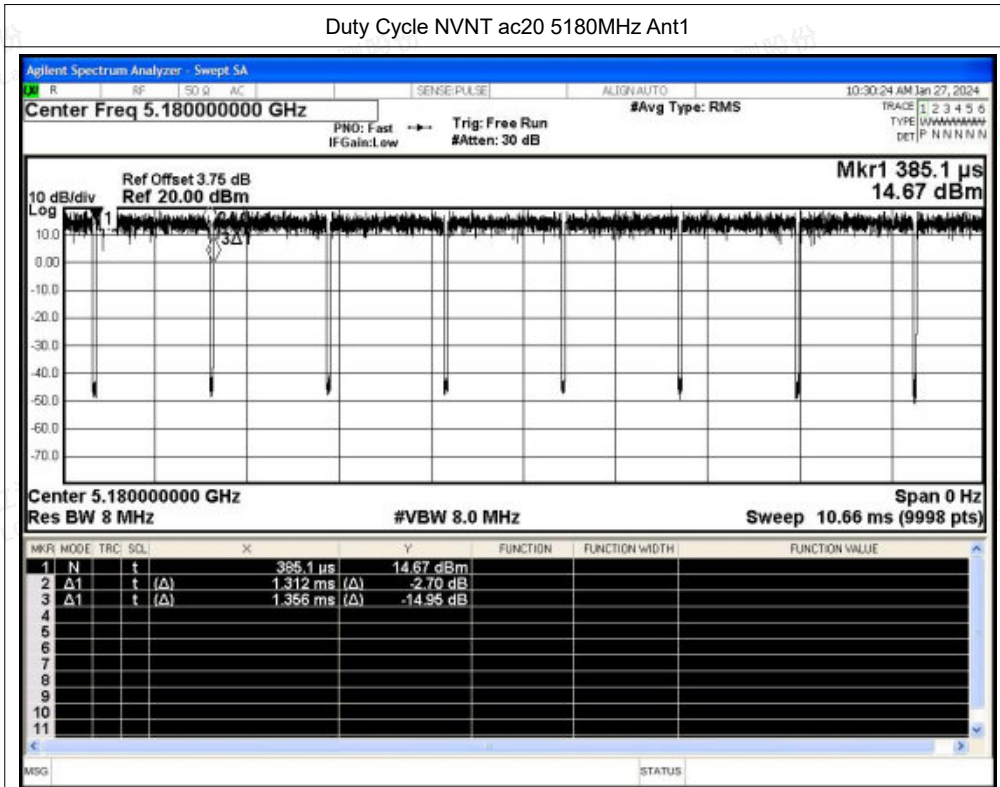 Duty Cycle NVNT ac20 5180MHz Ant1
Agilent Spectrum Analyzer - Swept SA
R RF 50 Ω AC SENSE:PULSE ALIGN AUTO 10:30:24 AM Jan 27, 2024
Center Freq 5.180000000 GHz #Avg Type: RMS TRACE 1 2 3 4 5 6
PNO: Fast Trig: Free Run TYPE
IFGain:Low #Atten: 30 dB DET P N N N N N
Mkr1 385.1 µs
14.67 dBm
Ref Offset 3.75 dB
10 dB/div Ref 20.00 dBm
Log
1
3Δ1
10.0
0.00
-10.0
-20.0
-30.0
-40.0
-50.0
-60.0
-70.0
Center 5.180000000 GHz Span 0 Hz
Res BW 8 MHz #VBW 8.0 MHz Sweep 10.66 ms (9998 pts)
MKR MODE TRC SCL X Y FUNCTION FUNCTION WIDTH FUNCTION VALUE
1 N t 385.1 µs 14.67 dBm
2 Δ1 t (Δ) 1.312 ms (Δ) -2.70 dB
3 Δ1 t (Δ) 1.356 ms (Δ) -14.95 dB
4
5
6
7
8
9
10
11
MSG STATUS